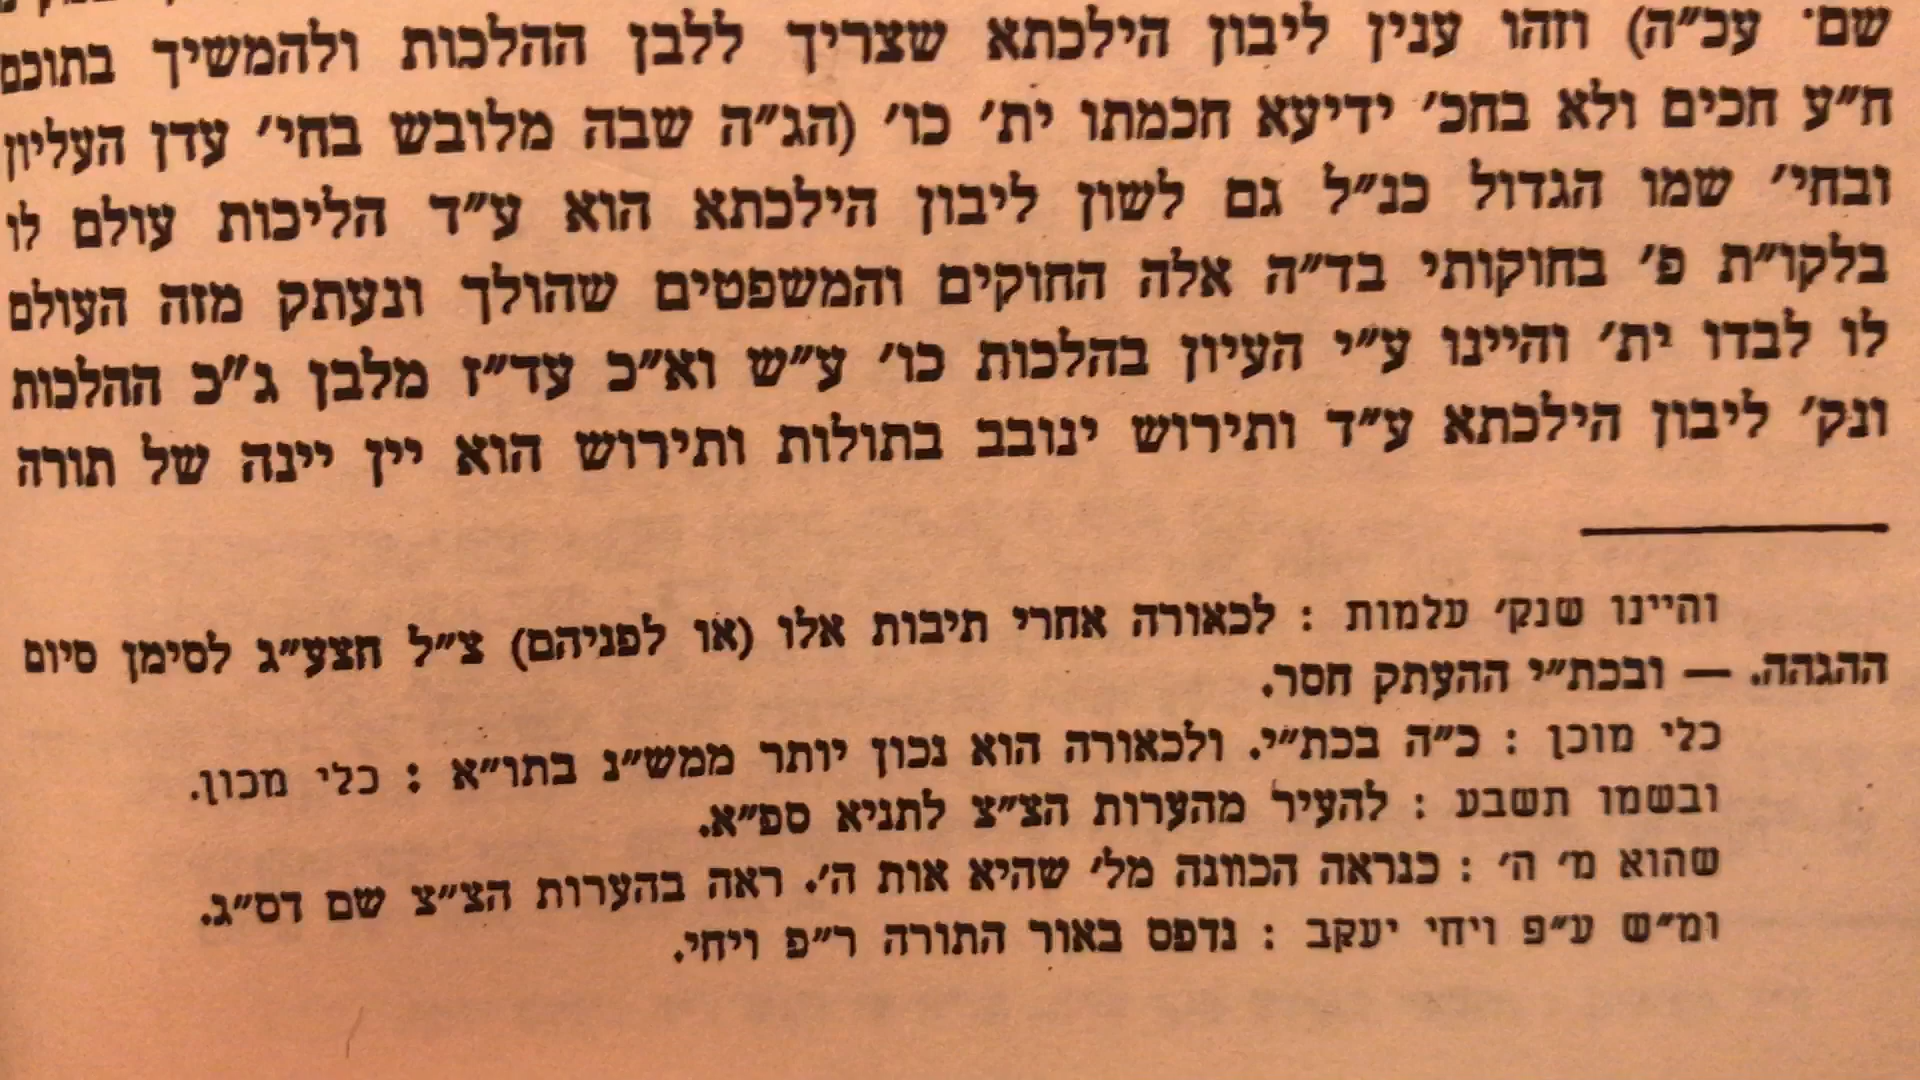 שם· עכ״ה) וזהו ענין ליבון הילכתא שצריך ללבן ההלכות ולהמשיך בתוכם
ח״ע חכים ולא בחכ׳ ידיעא חכמתו ית׳ כו׳ (הג״ה שבה מלובש בחי׳ עדן העליון
ובחי׳ שמו הגדול כנ״ל גם לשון ליבון הילכתא הוא ע״ד הליכות עולם לו
בלקו״ת פ׳ בחוקותי בד״ה אלה החוקים והמשפטים שהולך ונעתק מזה העולם
לו לבדו ית׳ והיינו ע״י העיון בהלכות כו׳ ע״ש וא״כ עד״ז מלבן ג״כ ההלכות
ונק׳ ליבון הילכתא ע״ד ותירוש ינובב בתולות ותירוש הוא יין יינה של תורה
והיינו שנק׳ עלמות : לכאורה אחרי תיבות אלו (או לפניהם) צ״ל חצע״ג לסימן סיום
ההגהה. — ובכת״י ההעתק חסר.
כלי מוכן : כ״ה בכת״י. ולכאורה הוא נכון יותר ממש״נ בתו״א : כלי מכון.
ובשמו תשבע : להעיר מהערות הצ״צ לתניא ספ״א.
שהוא מ׳ ה׳ : כנראה הכוונה מל׳ שהיא אות ה׳. ראה בהערות הצ״צ שם דס״ג.
ומ״ש ע״פ ויחי יעקב : נדפס באור התורה ר״פ ויחי.